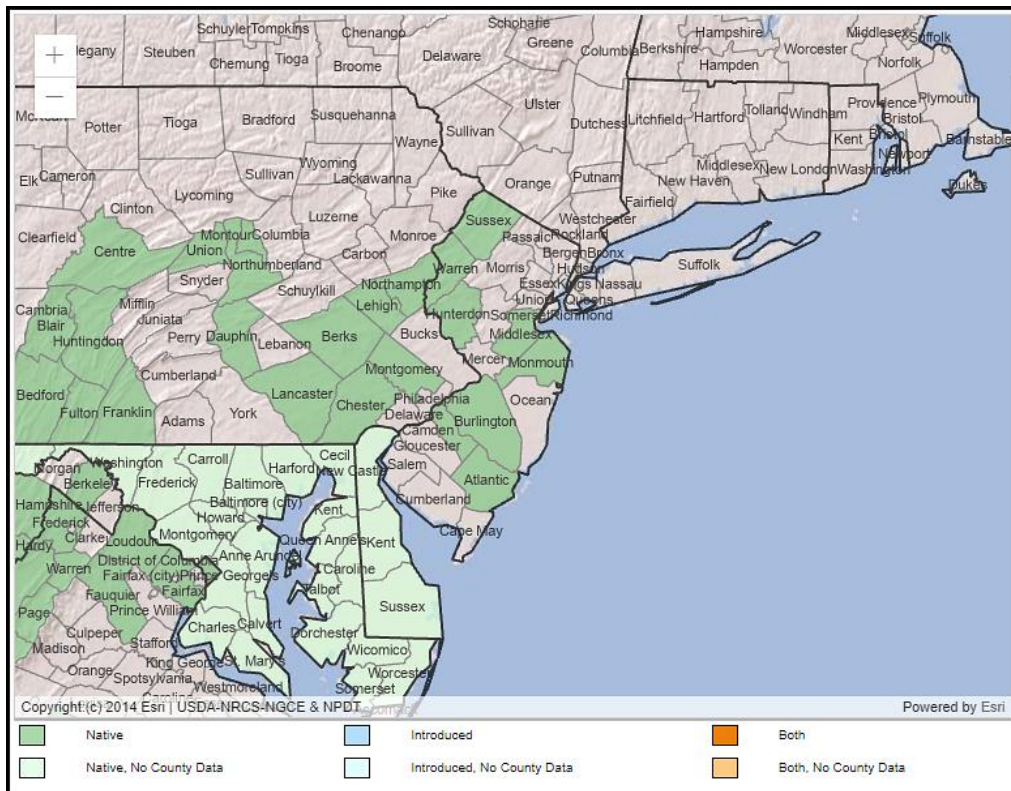 Schuyler Tompkins Chenango Schoharie Hampshire Middlesex Suffolk
legany Steuben Chemung Tioga Broome Delaware Greene Columbia Berkshire Worcester Norfolk
Hampden
Ulster Providence Plymouth
Potter Tioga Bradford Susquehanna Dutchess Litchfield Hartford Tolland Windham Bristol
Wayne Sullivan Kent Bristol Barnstable
Wyoming Newport
Elk Cameron Sullivan Lackawanna Middlesex New London Washington
Lycoming Pike Orange Putnam New Haven Dukes
Clinton Luzerne Fairfield
Clearfield Centre Montour Columbia Monroe Sussex Westchester
Union Passaic Rockland
Carbon Bergen Bronx
Northumberland Warren Morris Hudson Suffolk
Snyder Northampton Essex Kings Nassau
Schuylkill Lehigh Union Queens
Cambria Mifflin Hunterdon Somerset Richmond
Blair Juniata Dauphin Berks Bucks Middlesex
Huntingdon Perry Lebanon Mercer Monmouth
Cumberland Montgomery
Bedford Lancaster Philadelphia Ocean
Fulton Franklin York Chester Delaware Burlington
Adams Camden
Gloucester
Morgan Washington Carroll Harford Cecil Salem Atlantic
Berkeley Frederick Baltimore New Castle
Hampshire Jefferson Baltimore (city) Kent Cumberland
Frederick Howard
Clarke Loudoun Montgomery Cape May
Hardy Anne Arundel Queen Anne's Kent
Warren District of Columbia
Fairfax (city) Prince George's Caroline
Fauquier Fairfax Talbot
Page Prince William Sussex
Culpeper Charles Calvert Dorchester
Madison Stafford Wicomico
King George St. Mary's
Orange Spotsylvania Worcester
Westmoreland Somerset
Caroline
Copyright:(c) 2014 Esri | USDA-NRCS-NGCE & NPDT Powered by Esri
Native Introduced Both
Native, No County Data Introduced, No County Data Both, No County Data